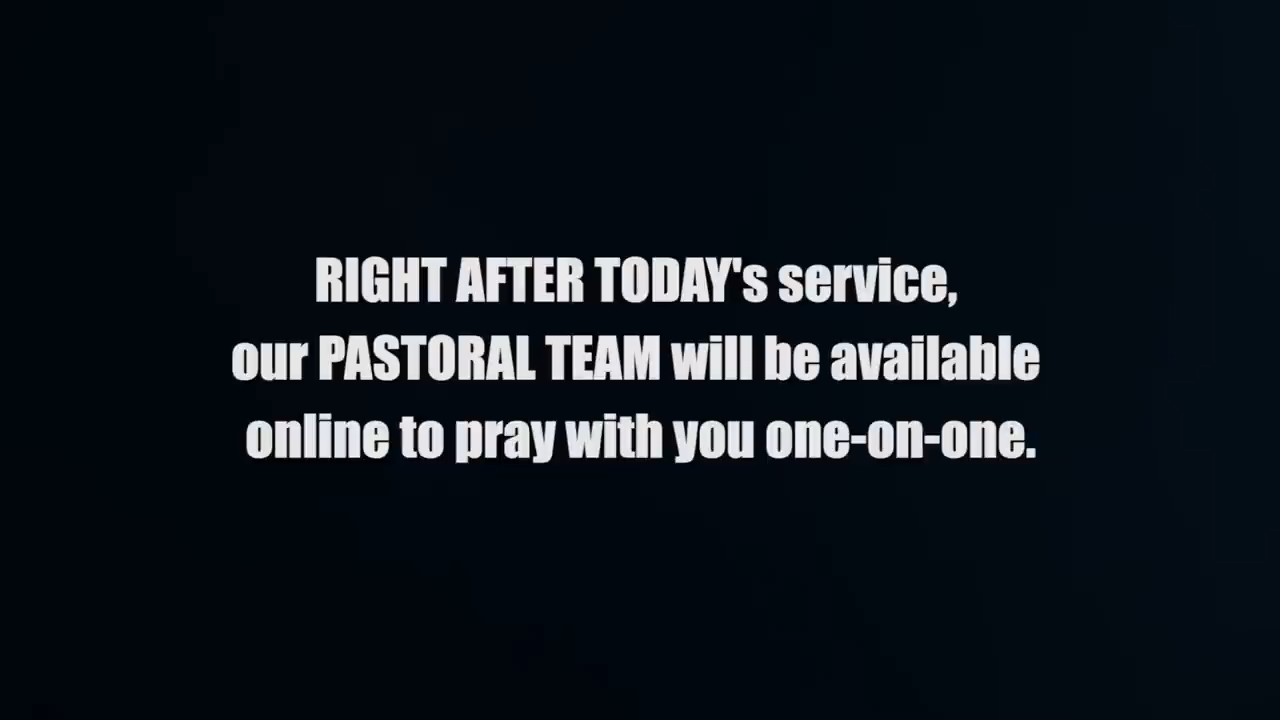 RIGHT AFTER TODAY's service,
our PASTORAL TEAM will be available
online to pray with you one-on-one.